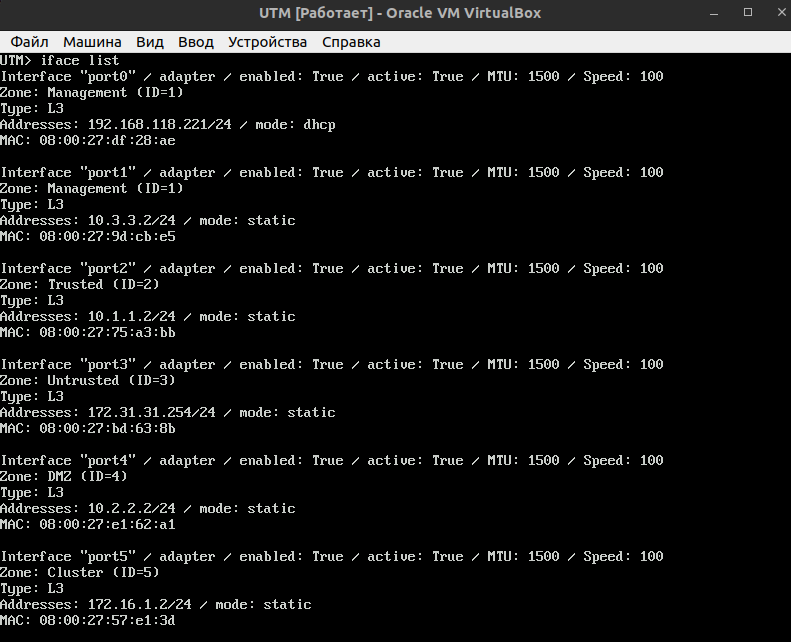 UTM [Работает] - Oracle VM VirtualBox
Файл Машина Вид Ввод Устройства Справка
UTM> iface list
Interface "port0" / adapter / enabled: True / active: True / MTU: 1500 / Speed: 100
Zone: Management (ID=1)
Type: L3
Addresses: 192.168.118.221/24 / mode: dhcp
MAC: 08:00:27:df:28:ae
Interface "port1" / adapter / enabled: True / active: True / MTU: 1500 / Speed: 100
Zone: Management (ID=1)
Type: L3
Addresses: 10.3.3.2/24 / mode: static
MAC: 08:00:27:9d:cb:e5
Interface "port2" / adapter / enabled: True / active: True / MTU: 1500 / Speed: 100
Zone: Trusted (ID=2)
Type: L3
Addresses: 10.1.1.2/24 / mode: static
MAC: 08:00:27:75:a3:bb
Interface "port3" / adapter / enabled: True / active: True / MTU: 1500 / Speed: 100
Zone: Untrusted (ID=3)
Type: L3
Addresses: 172.31.31.254/24 / mode: static
MAC: 08:00:27:bd:63:8b
Interface "port4" / adapter / enabled: True / active: True / MTU: 1500 / Speed: 100
Zone: DMZ (ID=4)
Type: L3
Addresses: 10.2.2.2/24 / mode: static
MAC: 08:00:27:e1:62:a1
Interface "port5" / adapter / enabled: True / active: True / MTU: 1500 / Speed: 100
Zone: Cluster (ID=5)
Type: L3
Addresses: 172.16.1.2/24 / mode: static
MAC: 08:00:27:57:e1:3d